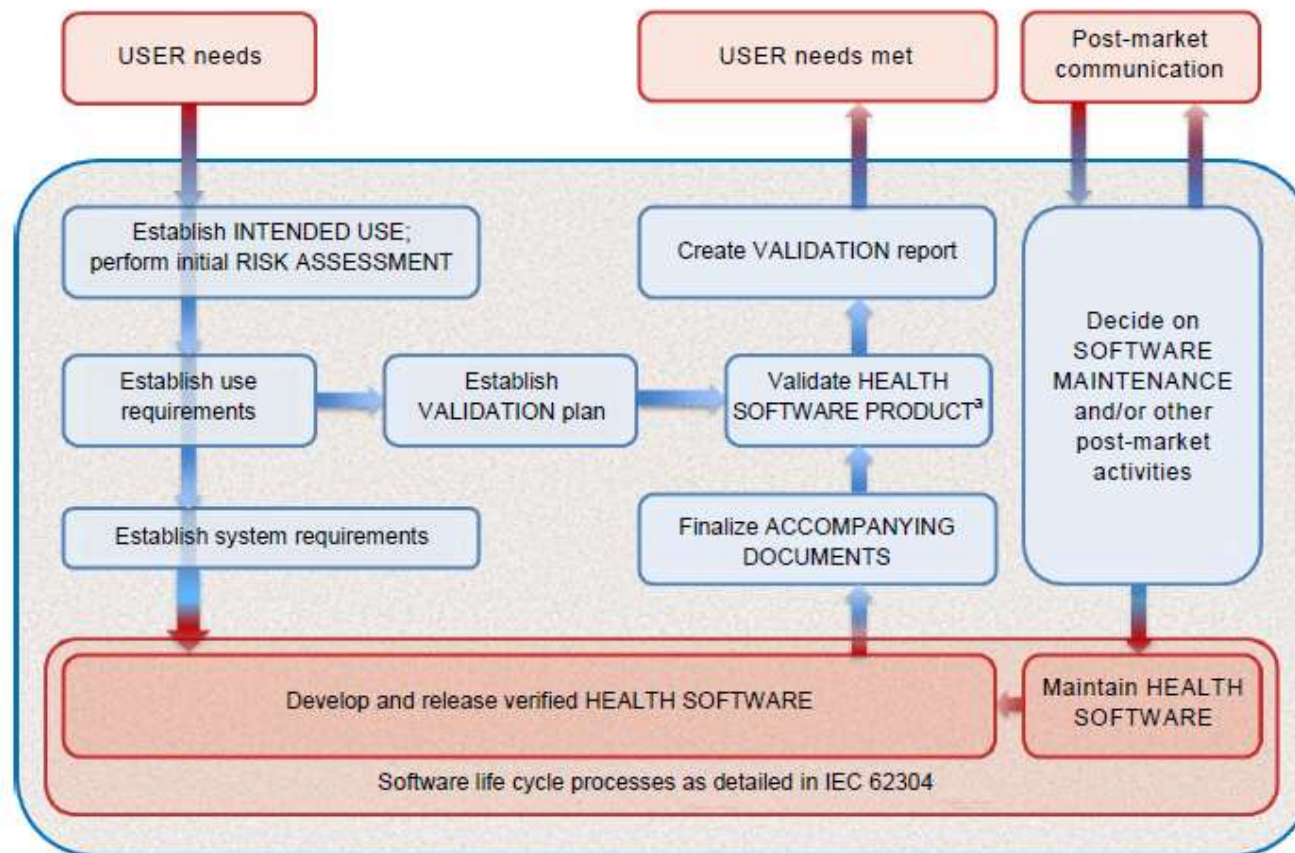 USER needs
USER needs met
Post-market
communication
Establish INTENDED USE;
perform initial RISK ASSESSMENT
Create VALIDATION report
Decide on
SOFTWARE
MAINTENANCE
and/or other
post-market
activities
Establish use
requirements
Establish
VALIDATION plan
Validate HEALTH
SOFTWARE PRODUCTᵃ
Establish system requirements
Finalize ACCOMPANYING
DOCUMENTS
Develop and release verified HEALTH SOFTWARE
Maintain HEALTH
SOFTWARE
Software life cycle processes as detailed in IEC 62304